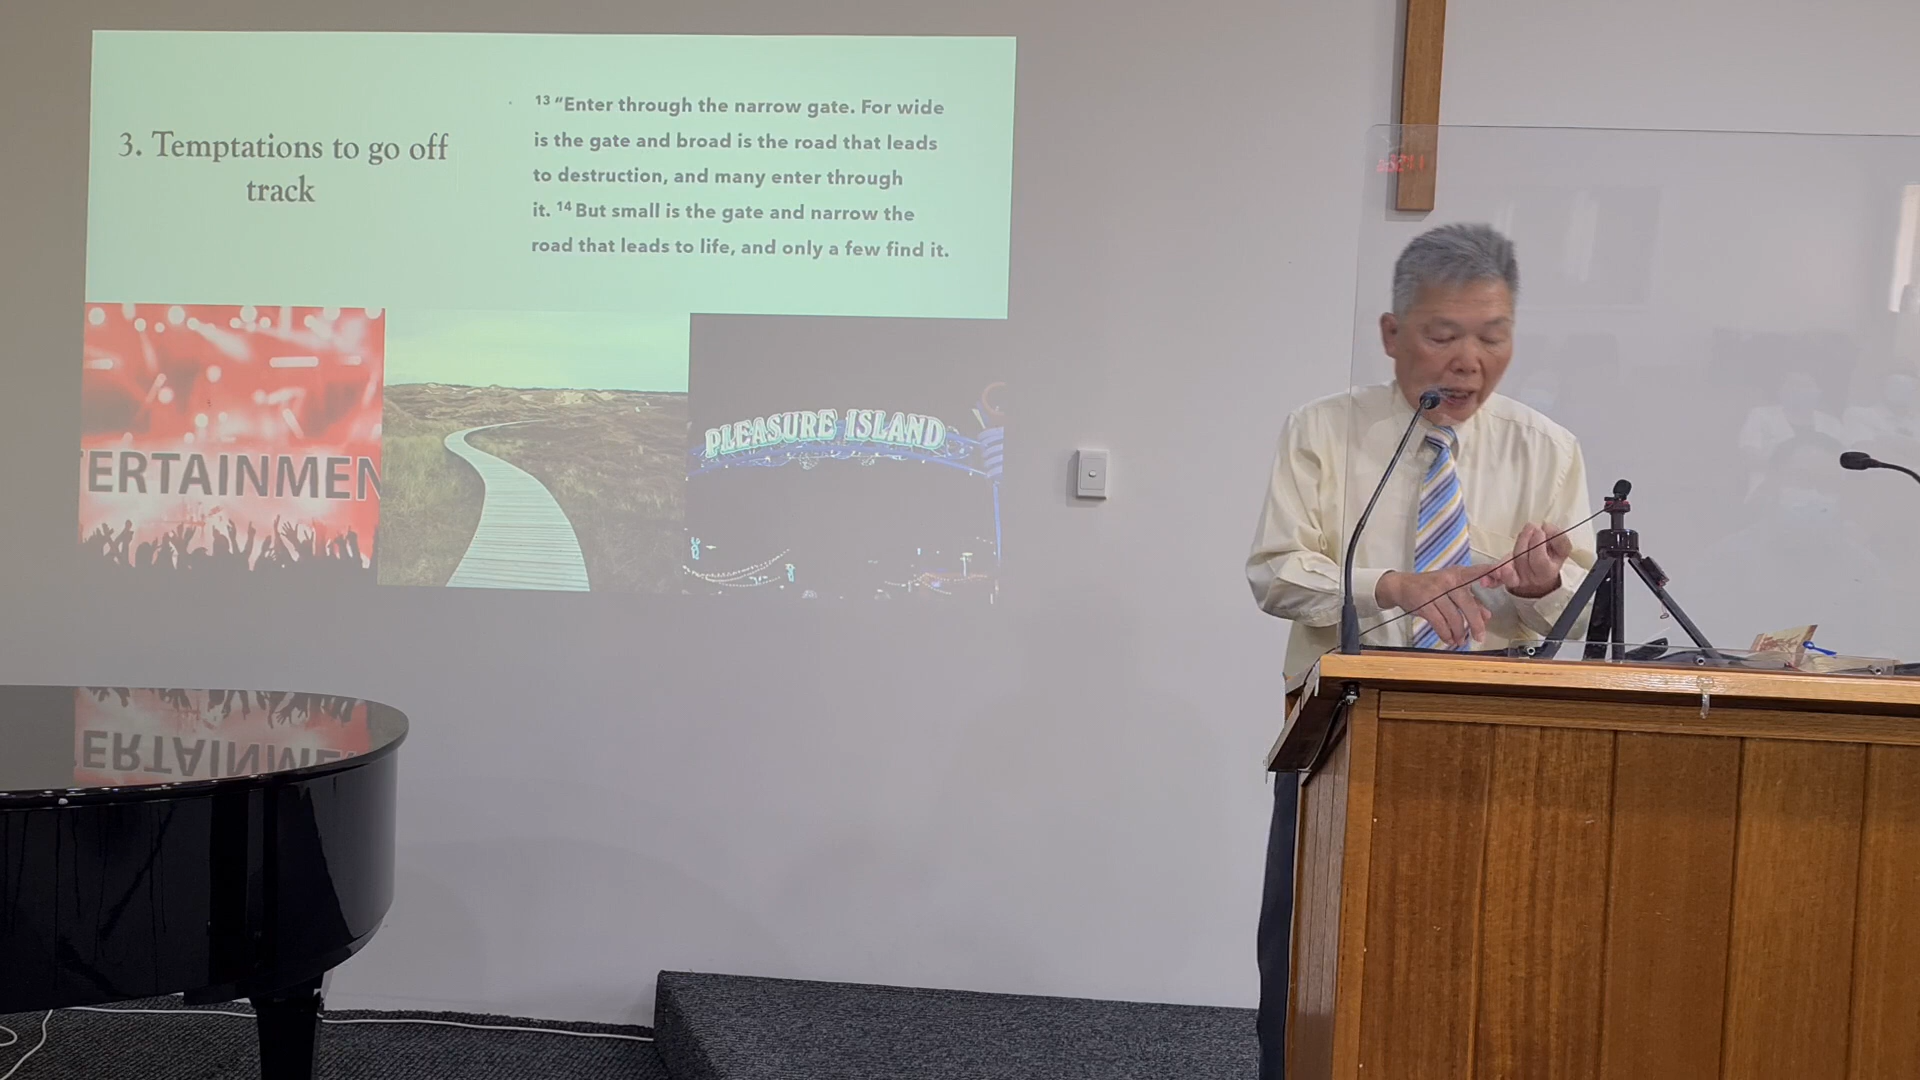 3. Temptations to go off
track
13 “Enter through the narrow gate. For wide
is the gate and broad is the road that leads
to destruction, and many enter through
it. 14 But small is the gate and narrow the
road that leads to life, and only a few find it.
TERTAINMEN
PLEASURE ISLAND
ERTAINME